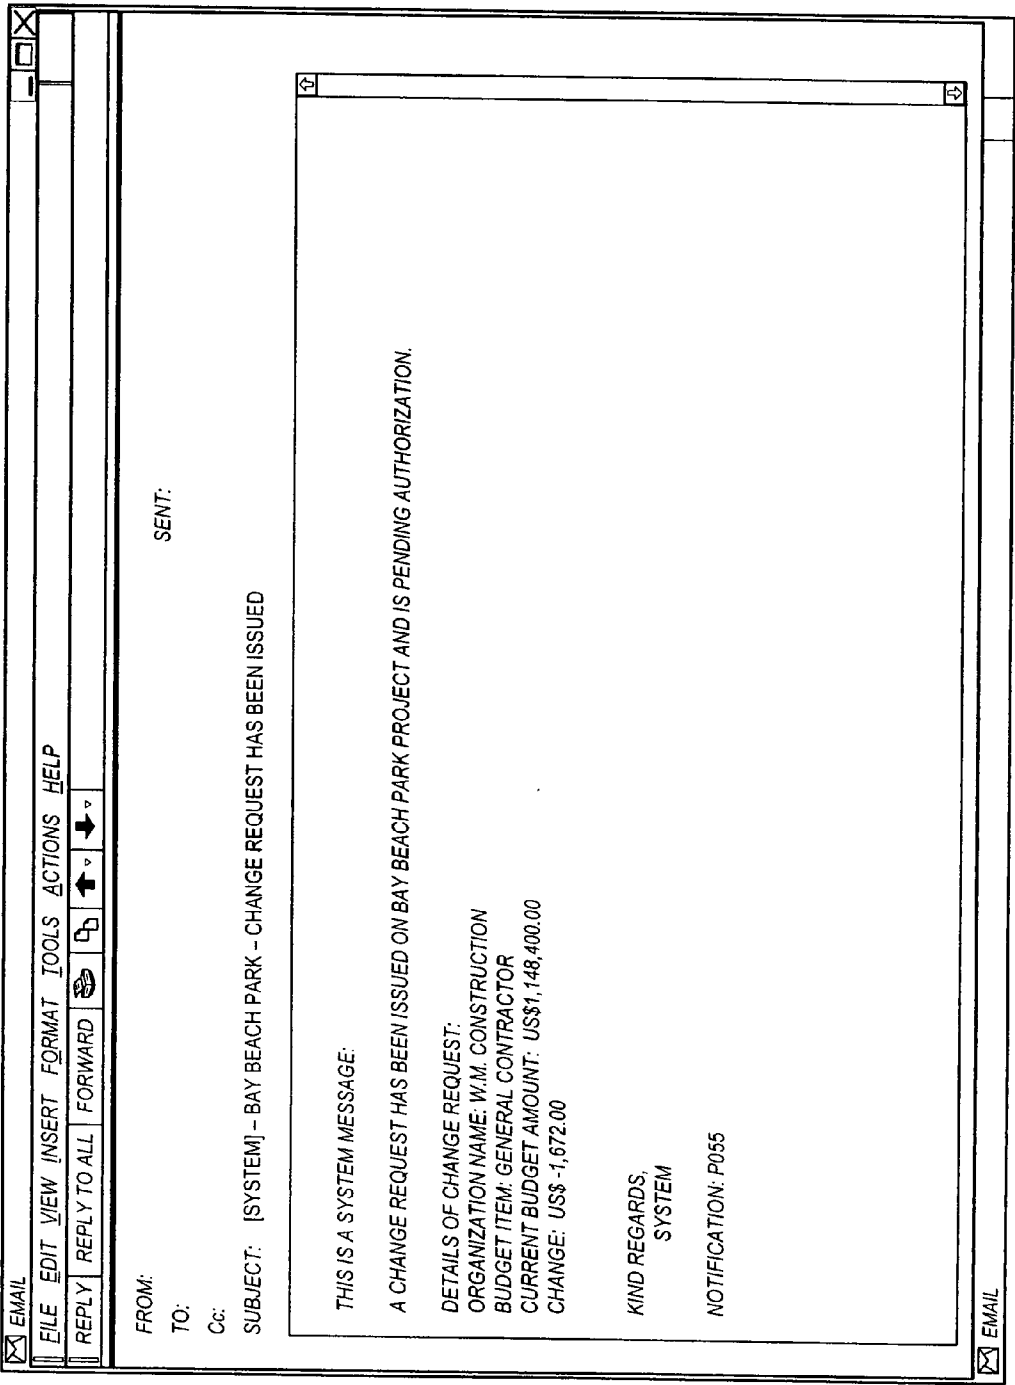 EMAIL
FILE EDIT VIEW INSERT FORMAT TOOLS ACTIONS HELP
REPLY REPLY TO ALL FORWARD
FROM:
SENT:
TO:
Cc:
SUBJECT: [SYSTEM] – BAY BEACH PARK – CHANGE REQUEST HAS BEEN ISSUED
THIS IS A SYSTEM MESSAGE:
A CHANGE REQUEST HAS BEEN ISSUED ON BAY BEACH PARK PROJECT AND IS PENDING AUTHORIZATION.
DETAILS OF CHANGE REQUEST:
ORGANIZATION NAME: W.M. CONSTRUCTION
BUDGET ITEM: GENERAL CONTRACTOR
CURRENT BUDGET AMOUNT: US$1,148,400.00
CHANGE: US$ -1,672.00
KIND REGARDS,
SYSTEM
NOTIFICATION: P055
EMAIL